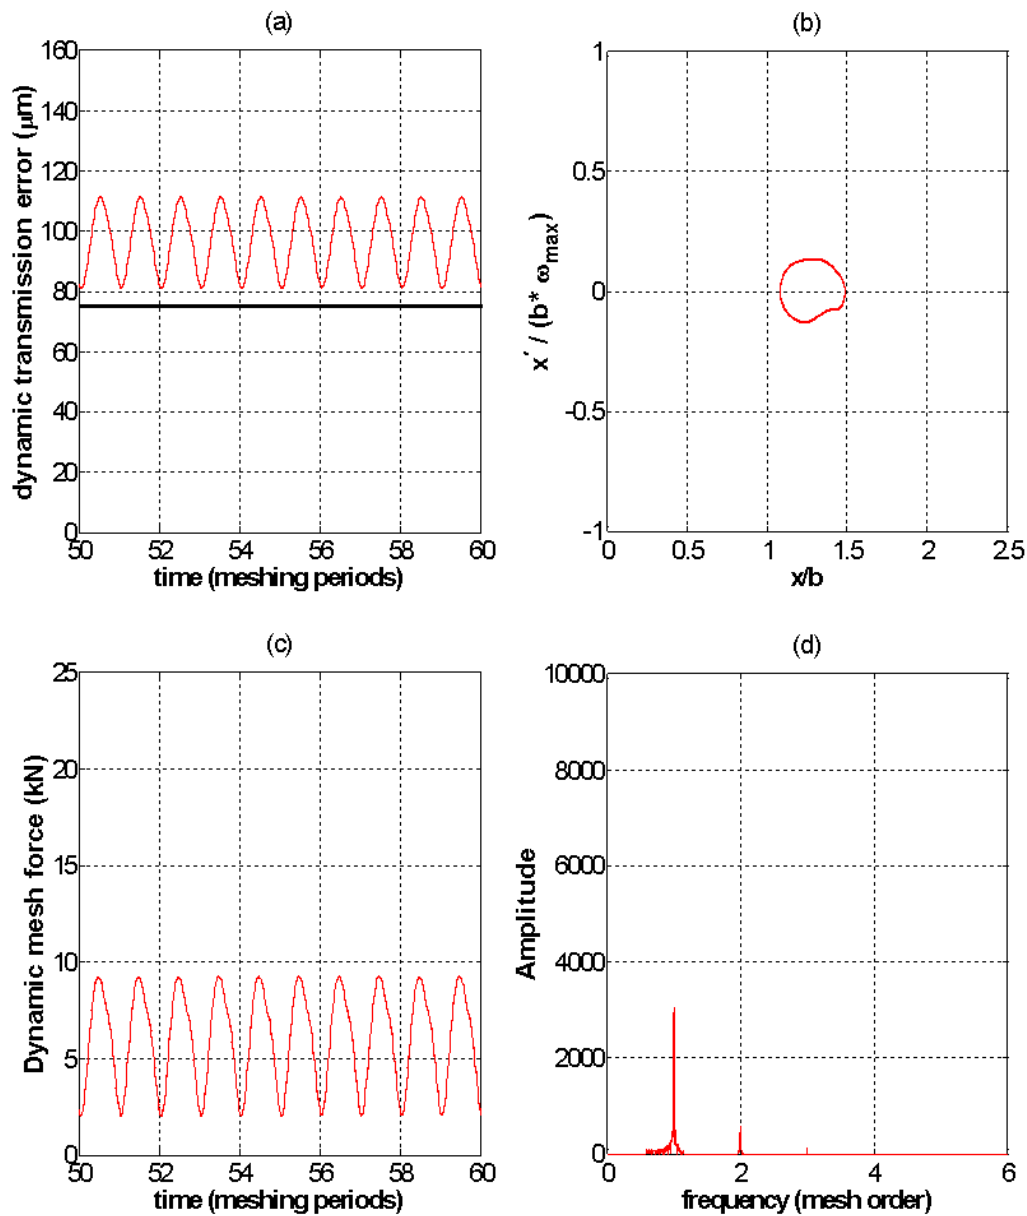 (a)
160
140
120
100
80
60
40
20
0
50 52 54 56 58 60
dynamic transmission error (μm)
time (meshing periods)
(b)
1
0.5
0
-0.5
-1
0 0.5 1 1.5 2 2.5
x´ / (b* ωmax)
x/b
(c)
25
20
15
10
5
0
50 52 54 56 58 60
Dynamic mesh force (kN)
time (meshing periods)
(d)
10000
8000
6000
4000
2000
0
0 2 4 6
Amplitude
frequency (mesh order)